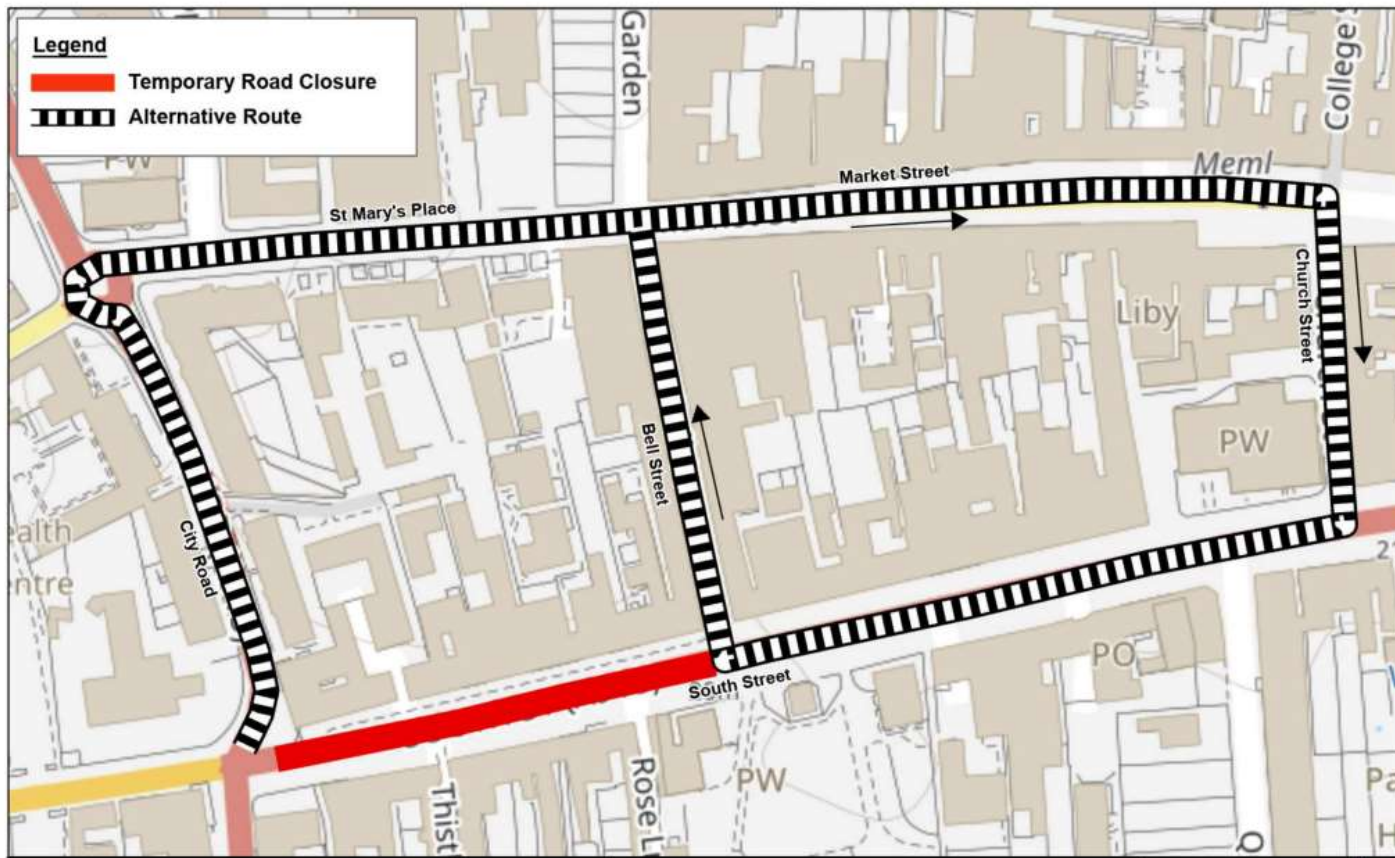 Legend
Temporary Road Closure
Alternative Route
Garden
College S
PW
Meml
Market Street
St Mary's Place
Church Street
Liby
PW
Bell Street
City Road
ealth
entre
South Street
PO
PW
Thist
Rose L
Q
Pa
H